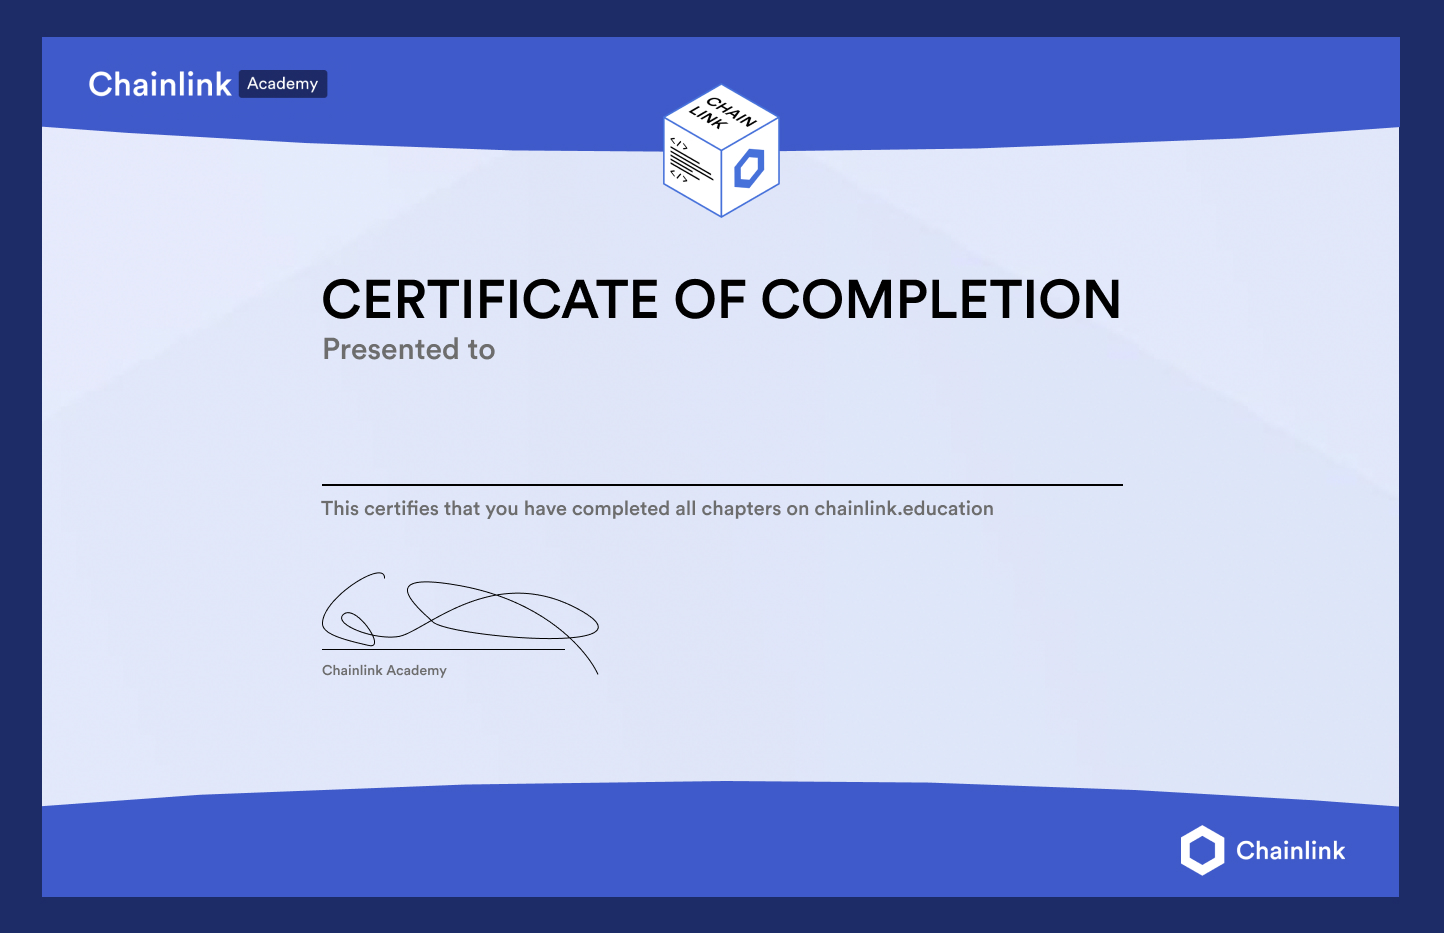 Chainlink Academy
CHAIN
LINK
</>
</>
CERTIFICATE OF COMPLETION
Presented to
This certifies that you have completed all chapters on chainlink.education
Chainlink Academy
Chainlink